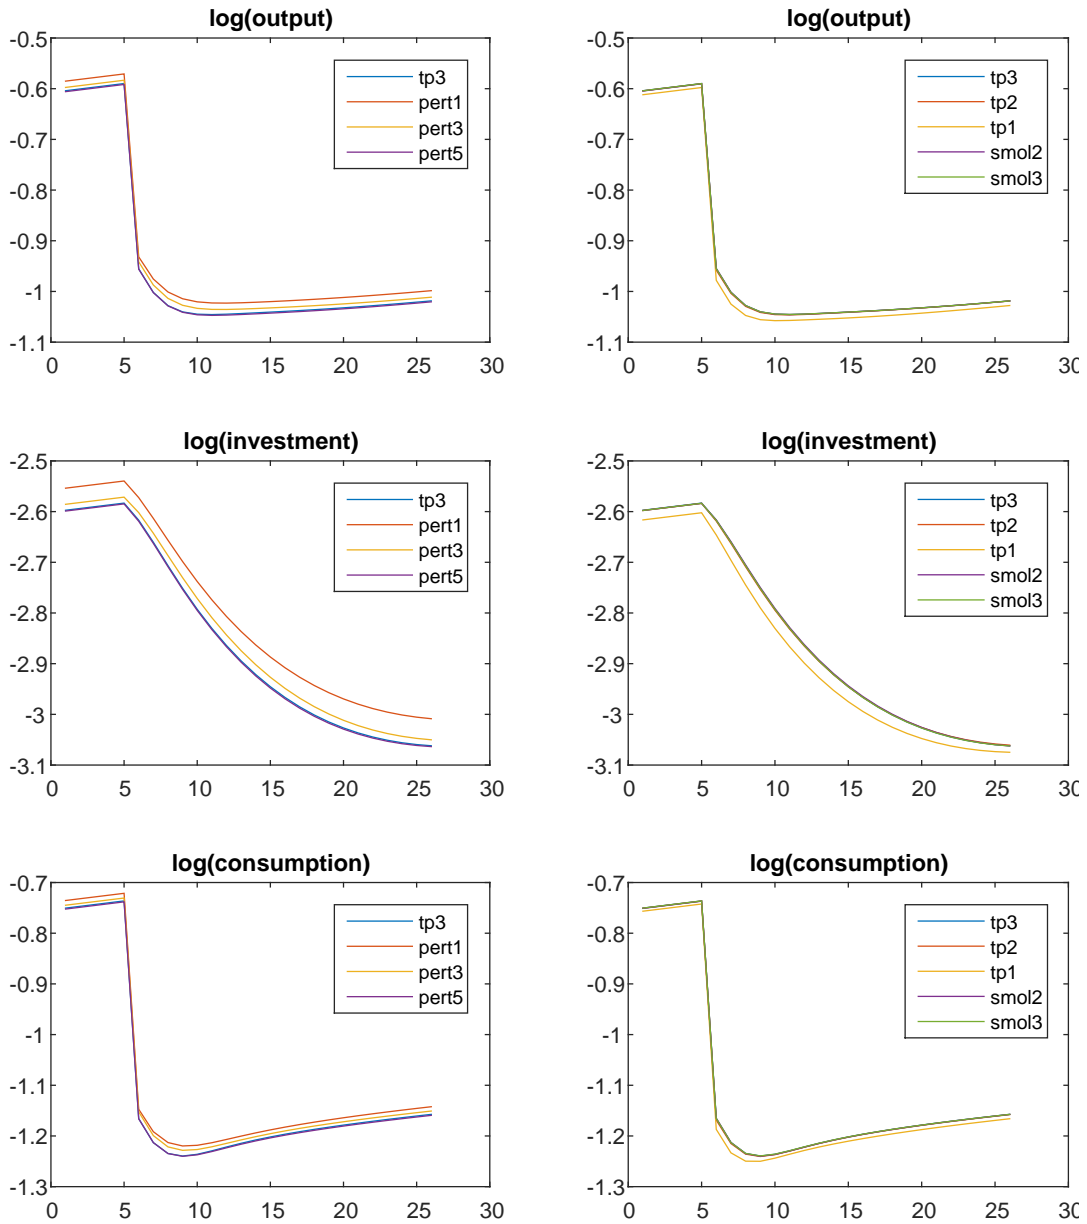 log(output)
-0.5
-0.6
-0.7
-0.8
-0.9
-1
-1.1
0 5 10 15 20 25 30
tp3
pert1
pert3
pert5
log(output)
-0.5
-0.6
-0.7
-0.8
-0.9
-1
-1.1
0 5 10 15 20 25 30
tp3
tp2
tp1
smol2
smol3
log(investment)
-2.5
-2.6
-2.7
-2.8
-2.9
-3
-3.1
0 5 10 15 20 25 30
tp3
pert1
pert3
pert5
log(investment)
-2.5
-2.6
-2.7
-2.8
-2.9
-3
-3.1
0 5 10 15 20 25 30
tp3
tp2
tp1
smol2
smol3
log(consumption)
-0.7
-0.8
-0.9
-1
-1.1
-1.2
-1.3
0 5 10 15 20 25 30
tp3
pert1
pert3
pert5
log(consumption)
-0.7
-0.8
-0.9
-1
-1.1
-1.2
-1.3
0 5 10 15 20 25 30
tp3
tp2
tp1
smol2
smol3